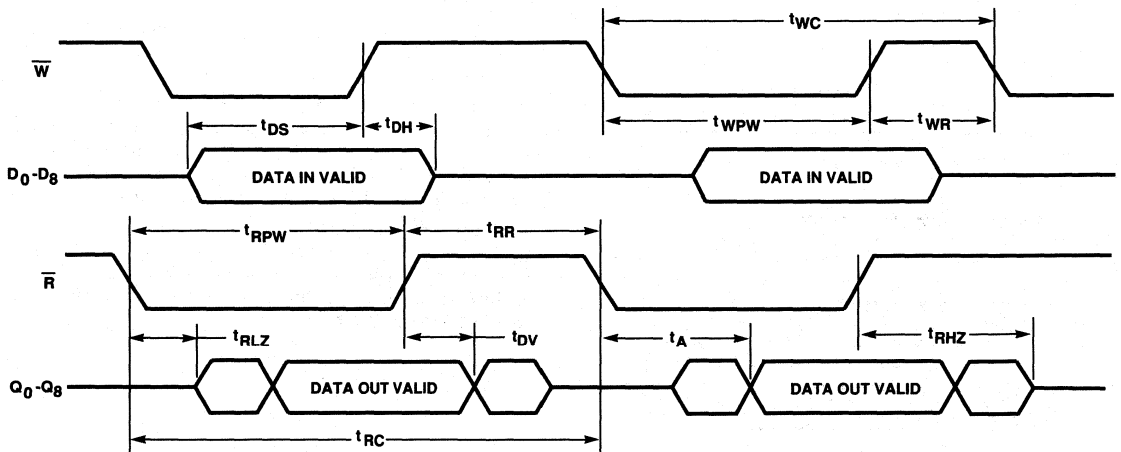 tWC
W
tDS
tDH
tWPW
tWR
D0-D8
DATA IN VALID
DATA IN VALID
tRPW
tRR
R
tRLZ
tDV
tA
tRHZ
Q0-Q8
DATA OUT VALID
DATA OUT VALID
tRC